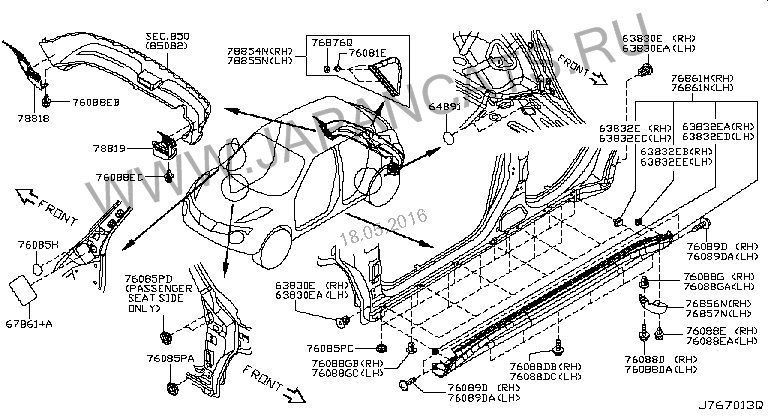 SEC.850
(850B2)
78818
76088EB
78819
76088EC
78854N(RH)
78855N(LH)
76876Q
76081E
64891
FRONT
63830E (RH)
63830EA(LH)
76861M(RH)
76861N(LH)
63832E (RH)
63832EC(LH)
63832EA(RH)
63832ED(LH)
63832EB(RH)
63832EE(LH)
FRONT
76085H
67861+A
76085PD
(PASSENGER
SEAT SIDE
ONLY)
76085PA
FRONT
63830E (RH)
63830EA(LH)
76085PC
76088GB(RH)
76088GC(LH)
76089D (RH)
76089DA(LH)
76088DB(RH)
76088DC(LH)
76089D (RH)
76089DA(LH)
76088G (RH)
76088GA(LH)
76856N(RH)
76857N(LH)
76088E (RH)
76088EA(LH)
76088D (RH)
76088DA(LH)
J767013Q
WWW.JAPANCARS.RU
18.05.2016